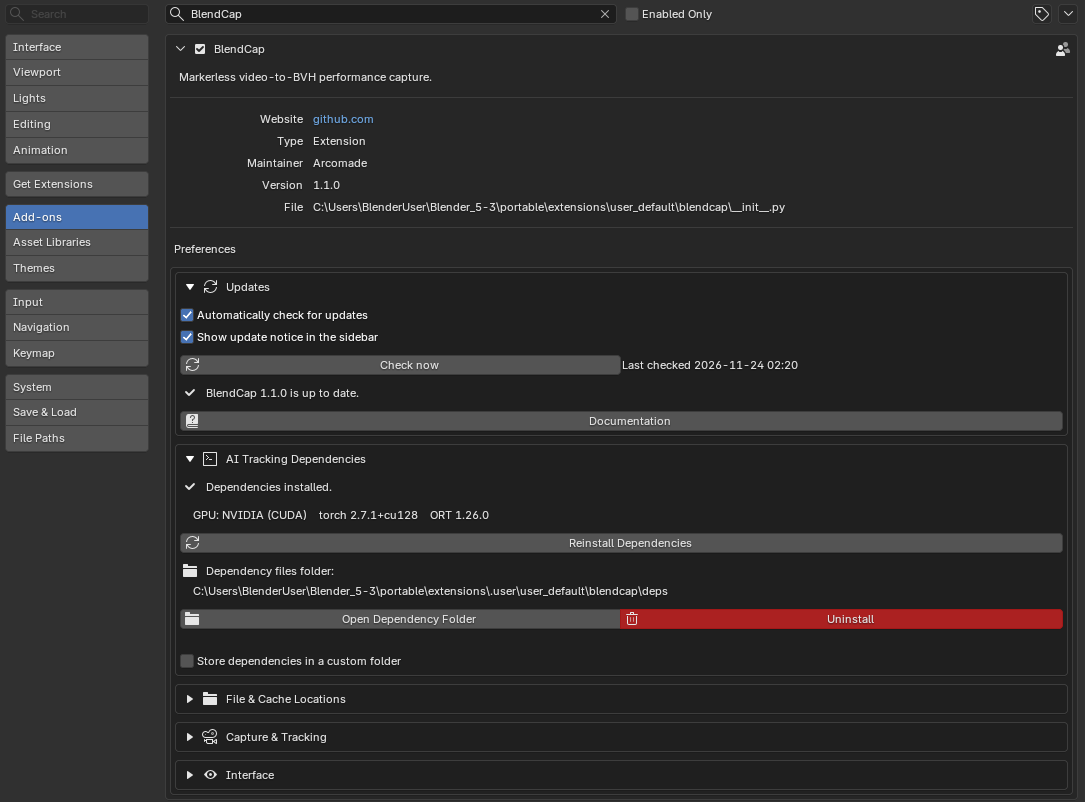 Search
BlendCap
Enabled Only
Interface
Viewport
Lights
Editing
Animation
Get Extensions
Add-ons
Asset Libraries
Themes
Input
Navigation
Keymap
System
Save & Load
File Paths
BlendCap
Markerless video-to-BVH performance capture.
Website github.com
Type Extension
Maintainer Arcomade
Version 1.1.0
File C:\Users\BlenderUser\Blender_5-3\portable\extensions\user_default\blendcap\__init__.py
Preferences
Updates
Automatically check for updates
Show update notice in the sidebar
Check now Last checked 2026-11-24 02:20
BlendCap 1.1.0 is up to date.
Documentation
AI Tracking Dependencies
Dependencies installed.
GPU: NVIDIA (CUDA) torch 2.7.1+cu128 ORT 1.26.0
Reinstall Dependencies
Dependency files folder:
C:\Users\BlenderUser\Blender_5-3\portable\extensions\.user\user_default\blendcap\deps
Open Dependency Folder Uninstall
Store dependencies in a custom folder
File & Cache Locations
Capture & Tracking
Interface